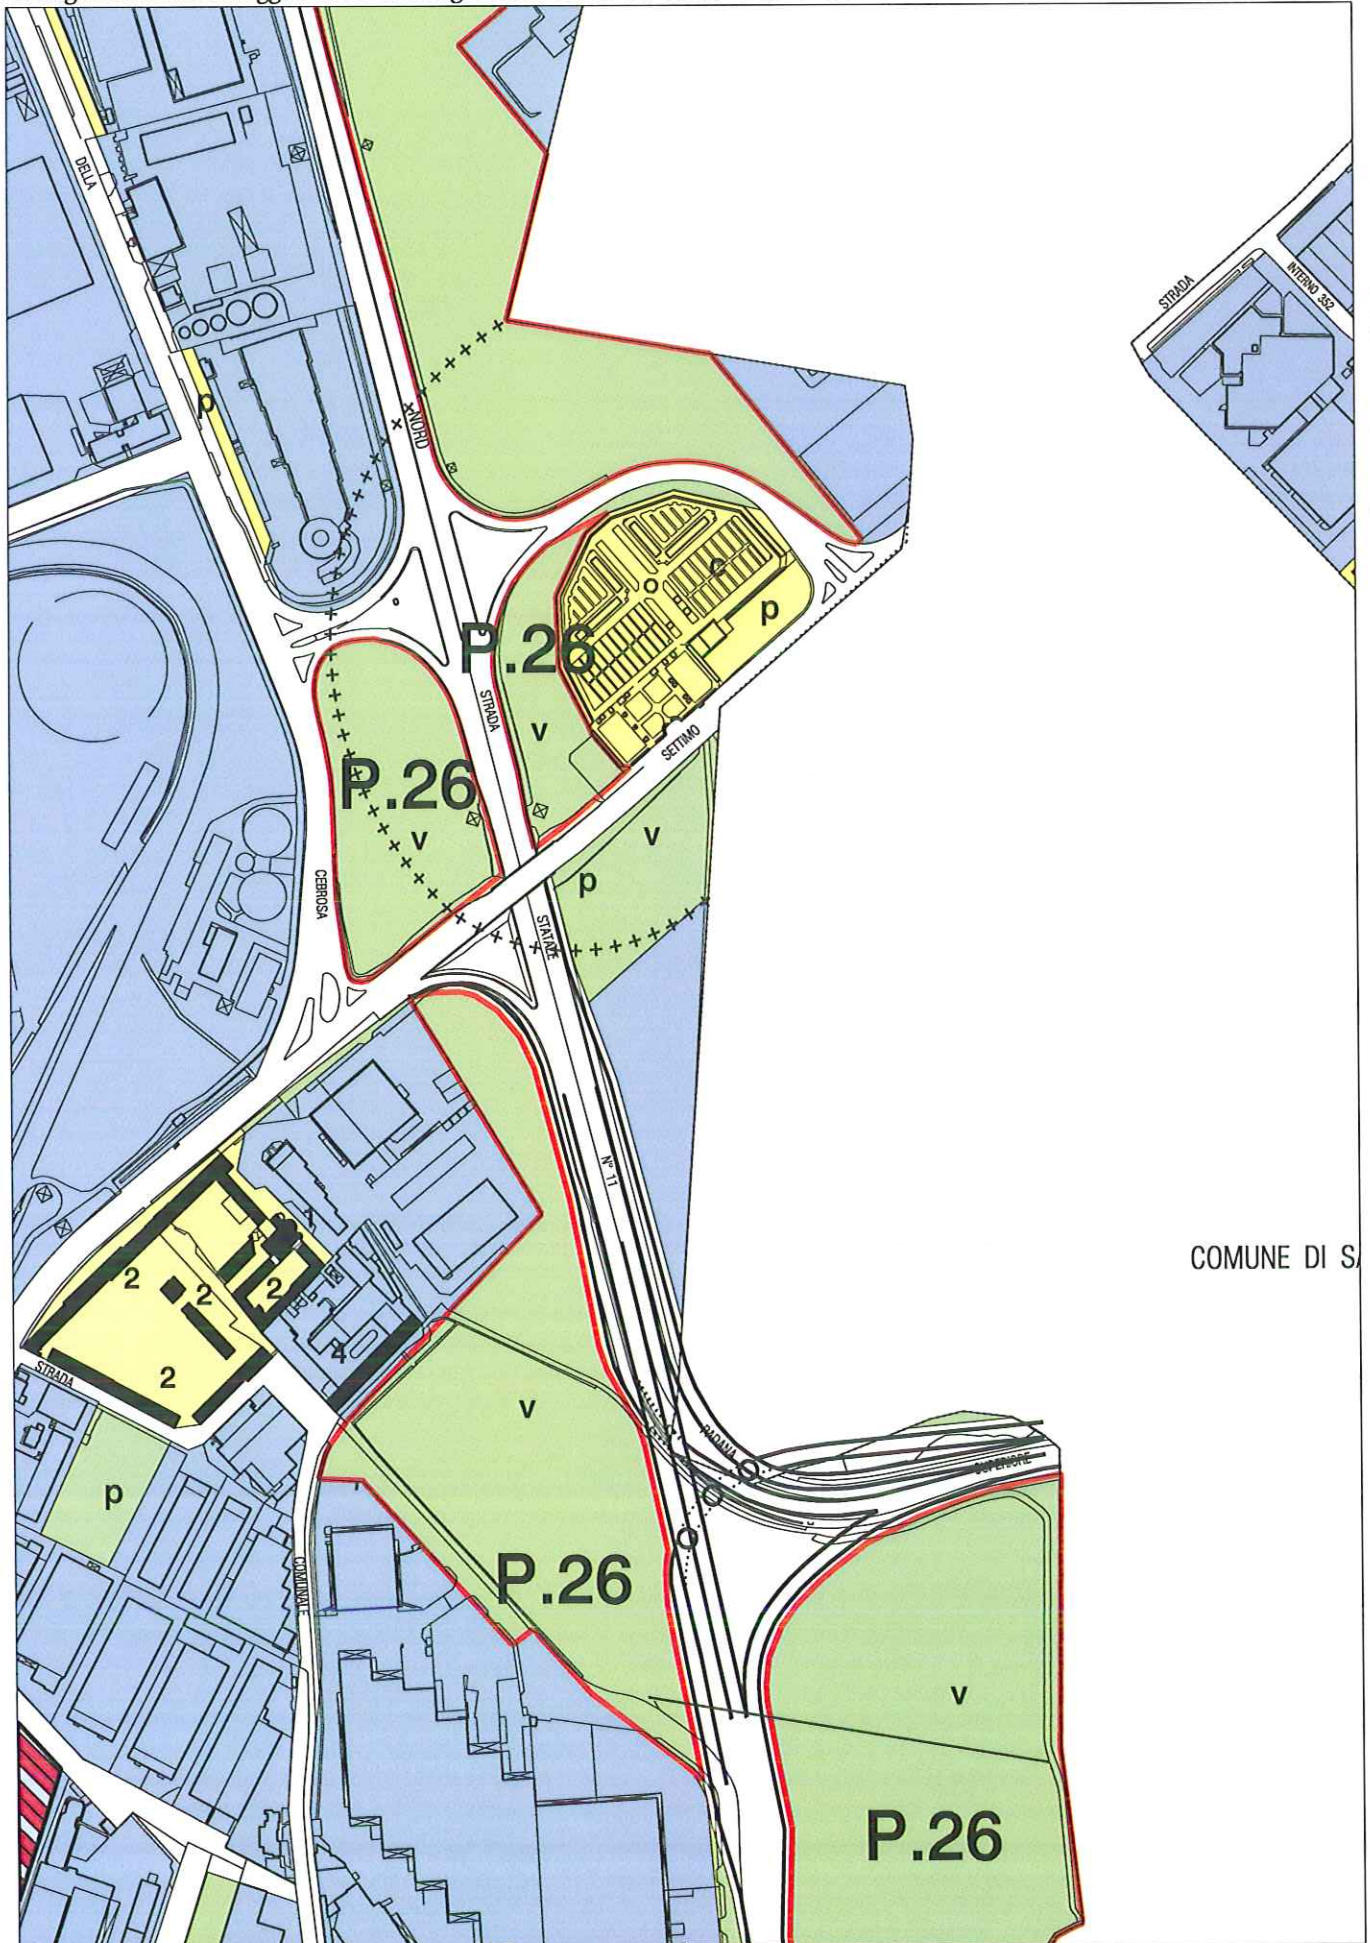 DELLA
STRADA
INTERNO 352
p
NORD
c
p
P.26
STRADA
v
SETTIMO
P.26
v
v
p
CEBROSA
STATALE
N° 11
COMUNE DI SA
2
2
2
4
2
STRADA
v
PADANA
SUPERIORE
p
COMUNALE
P.26
v
P.26